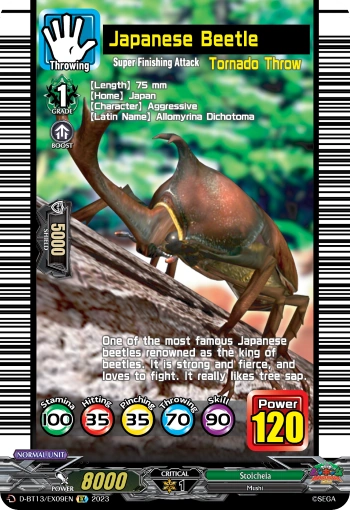 Japanese Beetle
Throwing
Super Finishing Attack Tornado Throw
1
GRADE
【Length】 75 mm
【Home】 Japan
【Character】 Aggressive
【Latin Name】 Allomyrina Dichotoma
BOOST
5000
SHIELD
One of the most famous Japanese
beetles renowned as the king of
beetles. It is strong and fierce, and
loves to fight. It really likes tree sap.
Stamina Hitting Pinching Throwing Skill
100 35 35 70 90
Power
120
NORMAL UNIT
POWER 8000
CRITICAL
1
Stoicheia
Mushi
D-BT13/EX09EN EX 2023
©SEGA